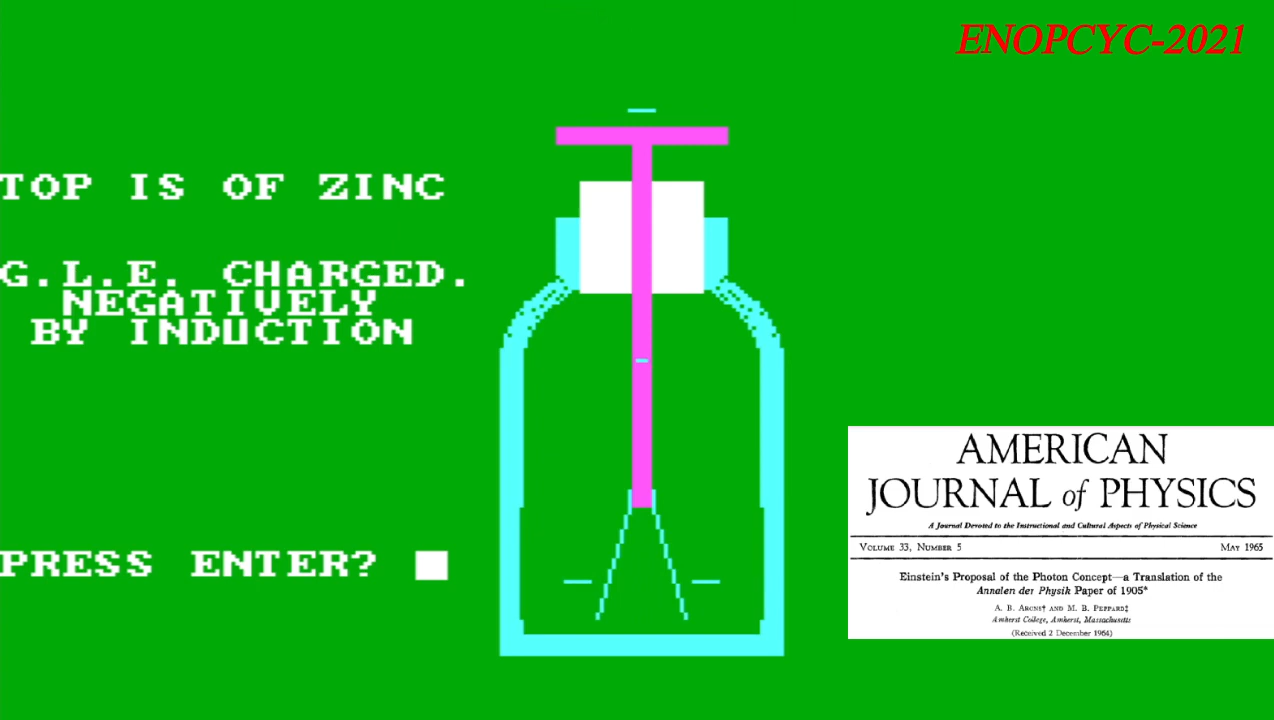 ENOPCYC-2021
TOP IS OF ZINC
G.L.E. CHARGED.
NEGATIVELY
BY INDUCTION
PRESS ENTER?
AMERICAN
JOURNAL of PHYSICS
A Journal Devoted to the Instructional and Cultural Aspects of Physical Science
VOLUME 33, NUMBER 5 MAY 1965
Einstein's Proposal of the Photon Concept—a Translation of the
Annalen der Physik Paper of 1905*
A. B. ARONS† AND M. B. PEPPARD‡
Amherst College, Amherst, Massachusetts
(Received 2 December 1964)